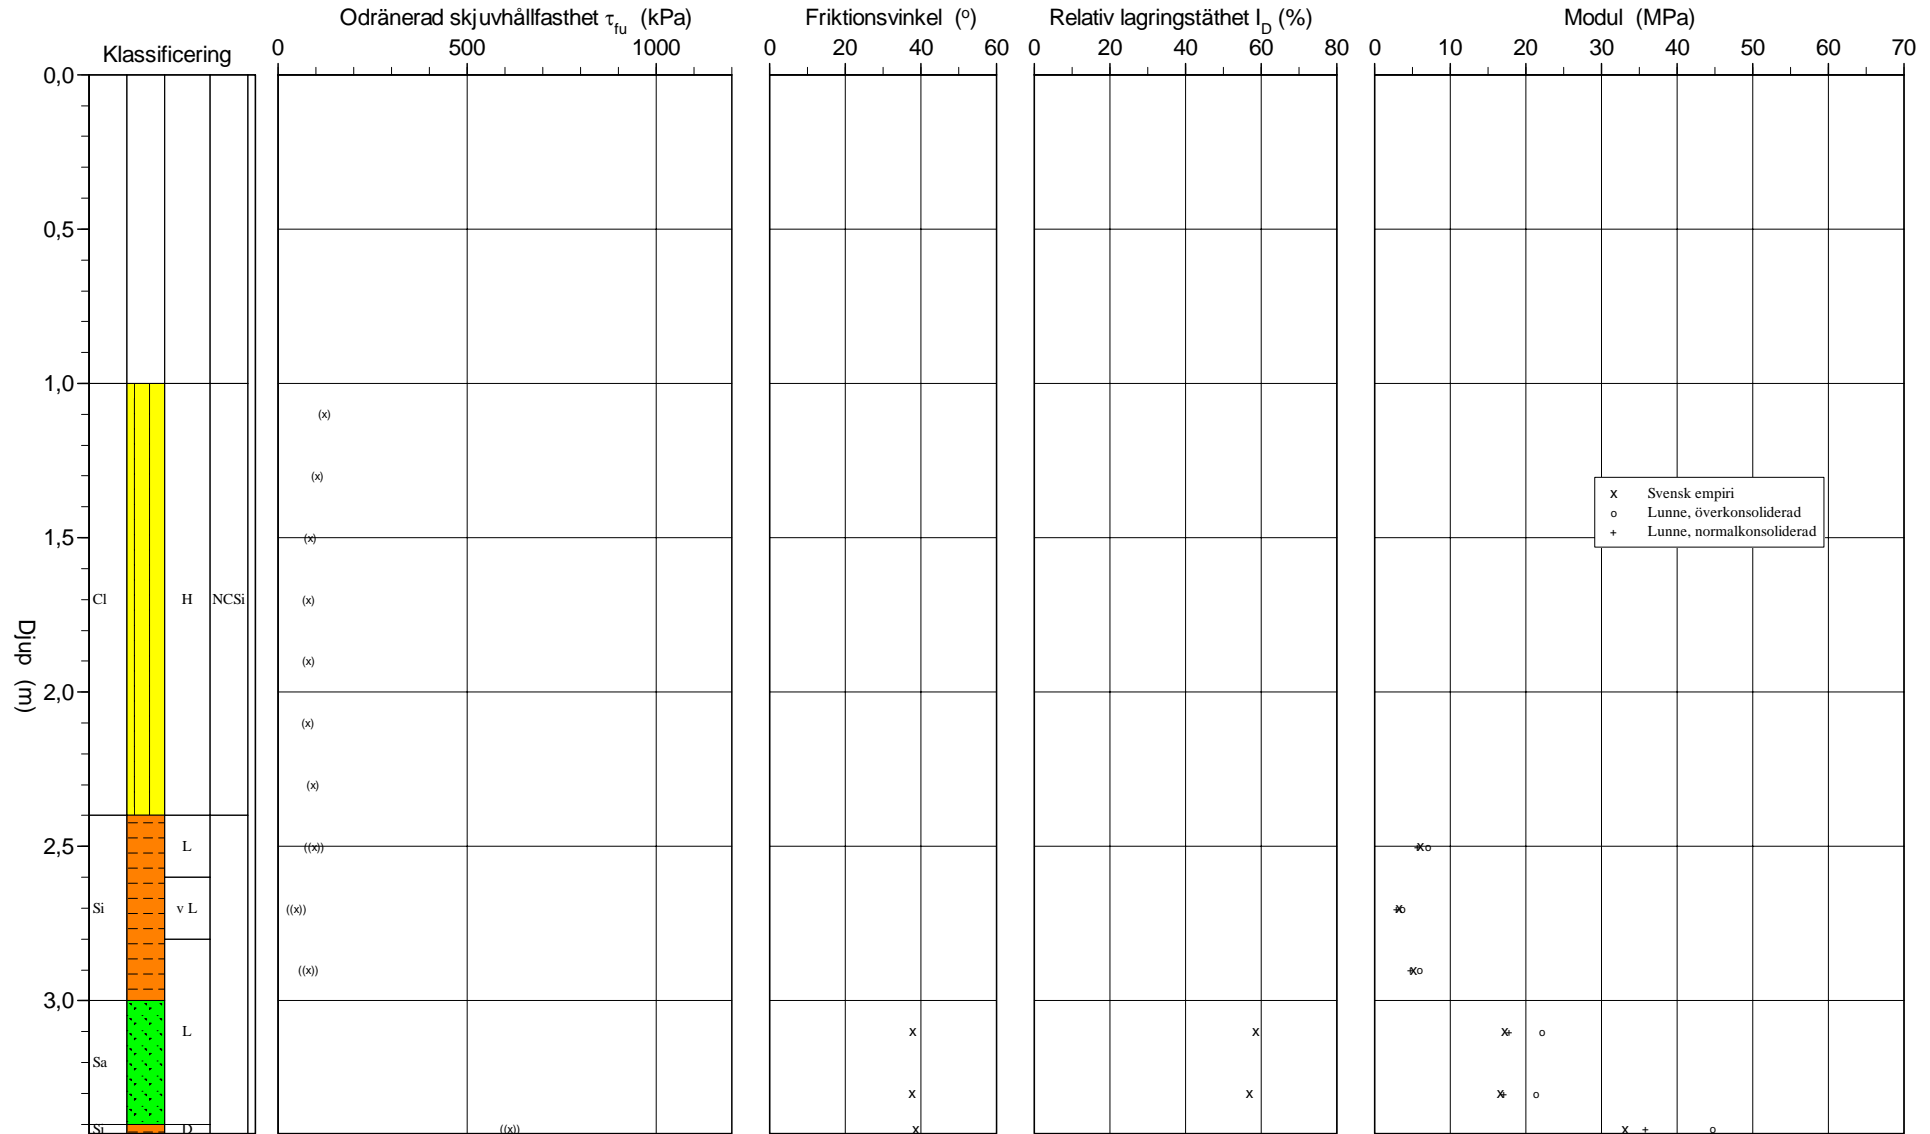 Odränerad skjuvhållfasthet τfu (kPa) Friktionsvinkel (o) Relativ lagringstäthet ID (%) Modul (MPa)
Klassificering
0 500 1000 0 20 40 60 0 20 40 60 80 0 10 20 30 40 50 60 70
0,0
0,5
1,0
(x)
(x)
x Svensk empiri
o Lunne, överkonsoliderad
+ Lunne, normalkonsoliderad
1,5 (x)
Cl H NCSi (x)
Djup (m)
(x)
2,0
(x)
(x)
2,5 L ((x))
Si v L ((x))
((x))
3,0
L
Sa
Si D ((x))